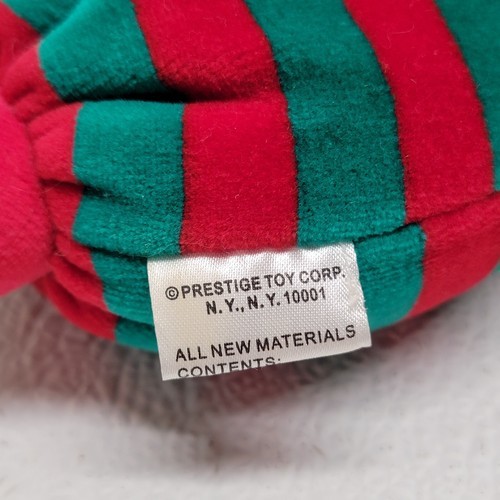 ©PRESTIGE TOY CORP.
N.Y., N.Y. 10001
ALL NEW MATERIALS
CONTENTS: